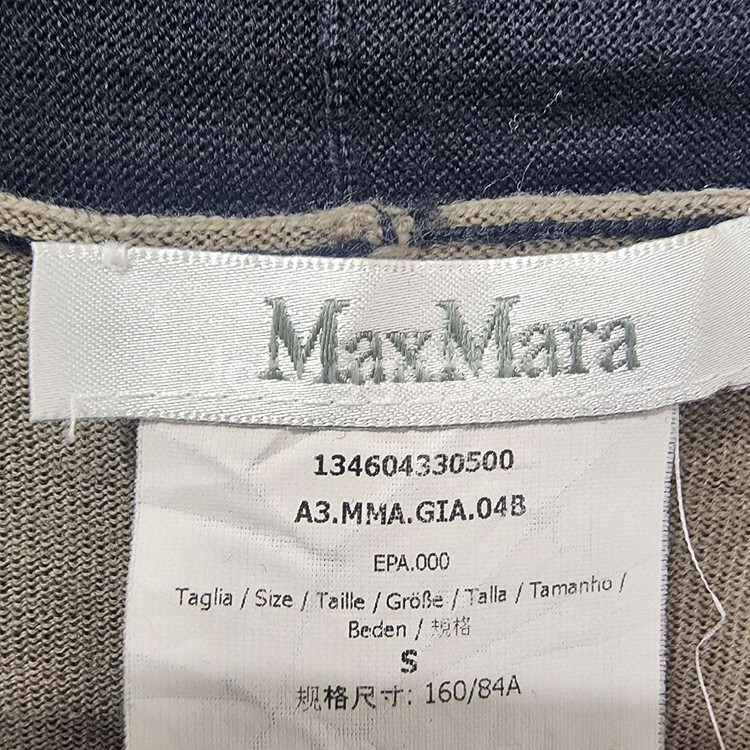 MaxMara
134604330500
A3.MMA.GIA.04B
EPA.000
Taglia / Size / Taille / Größe / Talla / Tamanho /
Beden / 规格
S
规格尺寸: 160/84A